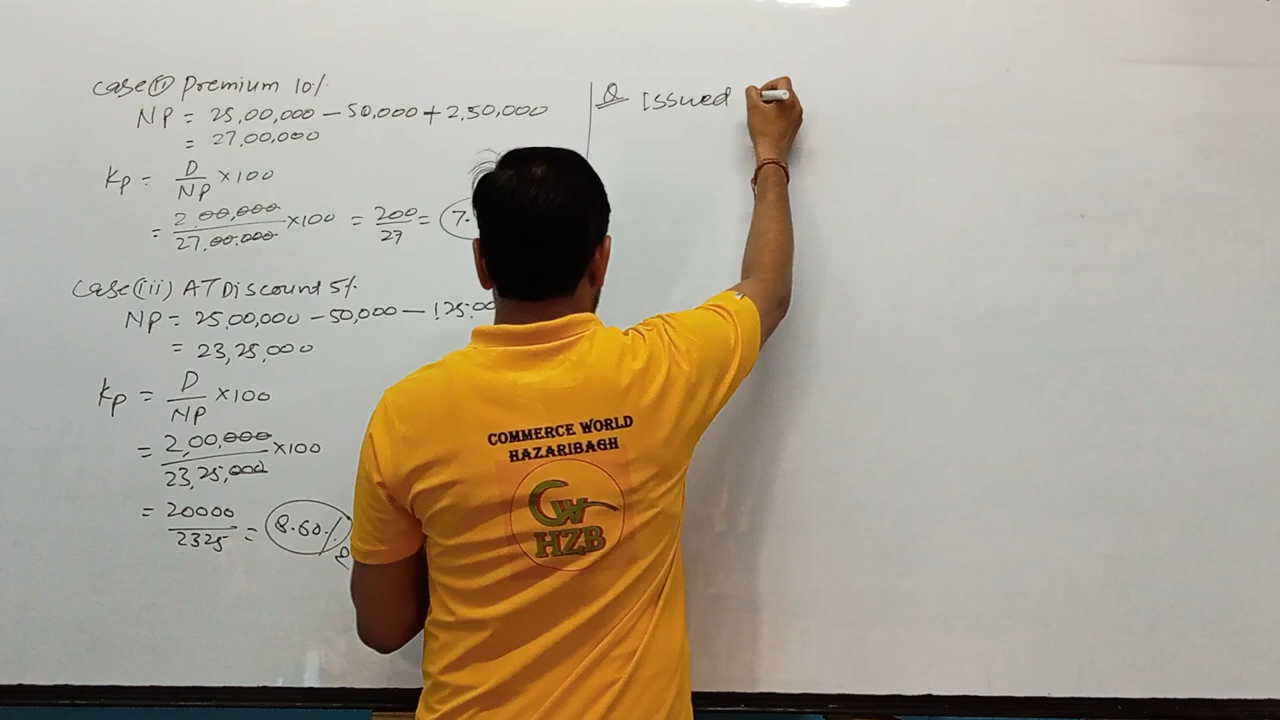 Case(ii) Premium 10%
NP = 25,00,000 – 50,000 + 2,50,000
= 27,00,000
Kp = D/NP × 100
= 2,00,000/27,00,000 × 100 = 200/27 = 7.
Case(iii) AT Discount 5%
NP = 25,00,000 – 50,000 – 1,25,00
= 23,25,000
Kp = D/NP × 100
= 2,00,000/23,25,000 × 100
= 20000/2325 = 8.60%
Q Issued
COMMERCE WORLD
HAZARIBAGH
CW
HZB